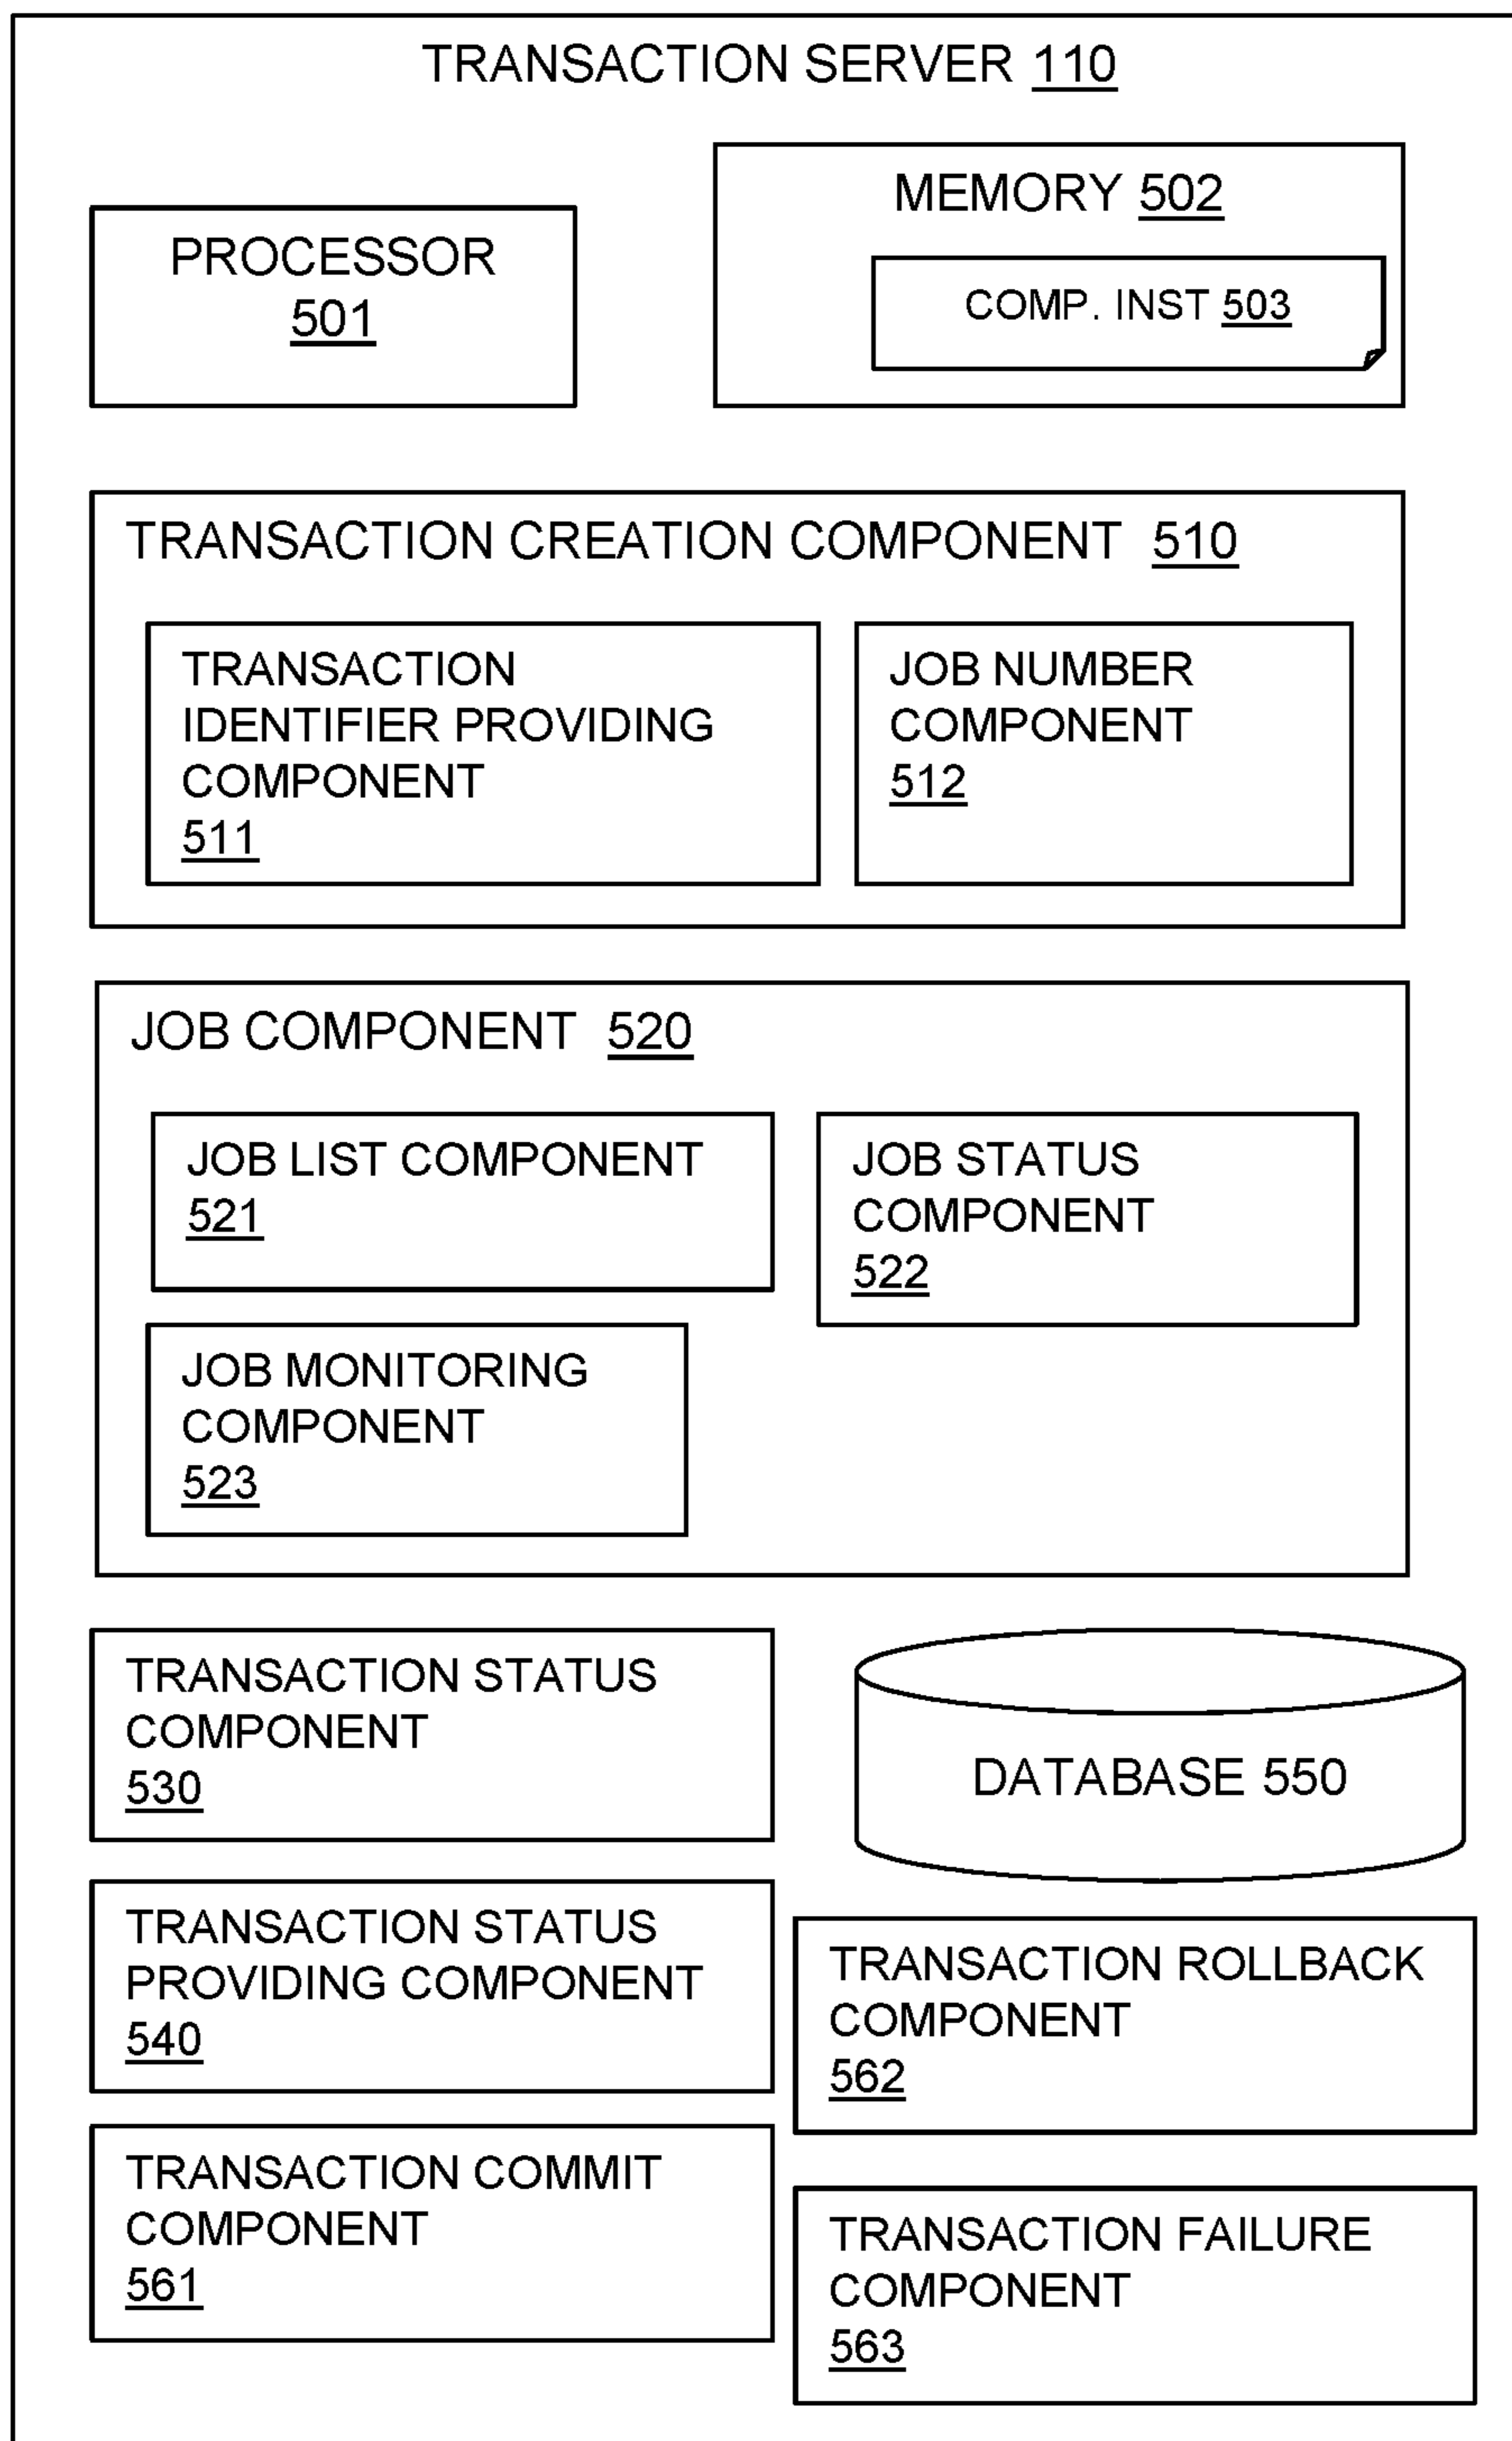 TRANSACTION SERVER 110
PROCESSOR
501
MEMORY 502
COMP. INST 503
TRANSACTION CREATION COMPONENT 510
TRANSACTION
IDENTIFIER PROVIDING
COMPONENT
511
JOB NUMBER
COMPONENT
512
JOB COMPONENT 520
JOB LIST COMPONENT
521
JOB STATUS
COMPONENT
522
JOB MONITORING
COMPONENT
523
TRANSACTION STATUS
COMPONENT
530
DATABASE 550
TRANSACTION STATUS
PROVIDING COMPONENT
540
TRANSACTION ROLLBACK
COMPONENT
562
TRANSACTION COMMIT
COMPONENT
561
TRANSACTION FAILURE
COMPONENT
563